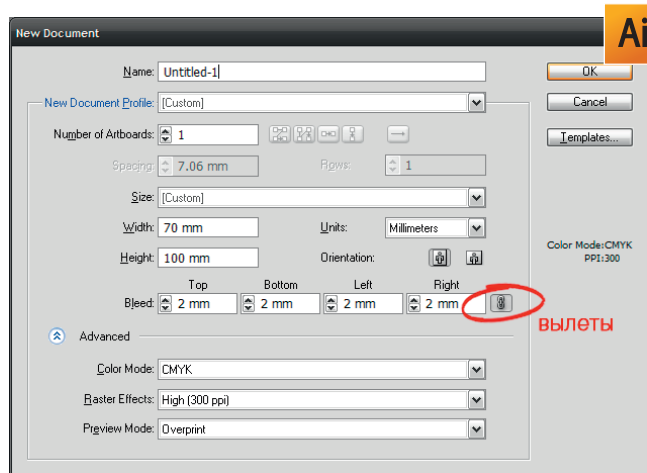 New Document
Ai
Name: Untitled-1
OK
New Document Profile: [Custom]
Cancel
Number of Artboards: 1
Templates...
Spacing: 7.06 mm Rows: 1
Size: [Custom]
Width: 70 mm Units: Millimeters
Height: 100 mm Orientation:
Color Mode:CMYK
PPI:300
Top Bottom Left Right
Bleed: 2 mm 2 mm 2 mm 2 mm
вылеты
Advanced
Color Mode: CMYK
Raster Effects: High (300 ppi)
Preview Mode: Overprint